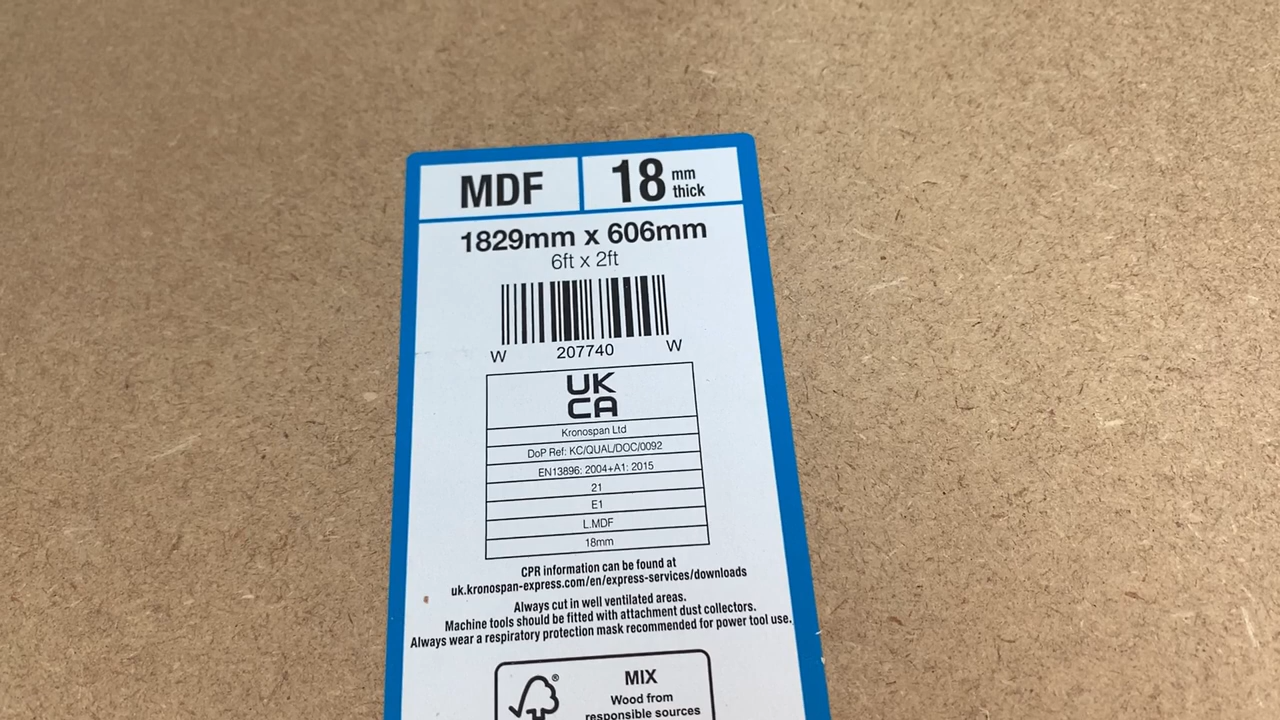 MDF
18 mm thick
1829mm x 606mm
6ft x 2ft
W 207740 W
UK
CA
Kronospan Ltd
DoP Ref: KC/QUAL/DOC/0092
EN13896: 2004+A1: 2015
21
E1
L.MDF
18mm
CPR information can be found at
uk.kronospan-express.com/en/express-services/downloads
Always cut in well ventilated areas.
Machine tools should be fitted with attachment dust collectors.
Always wear a respiratory protection mask recommended for power tool use.
®
MIX
Wood from
responsible sources